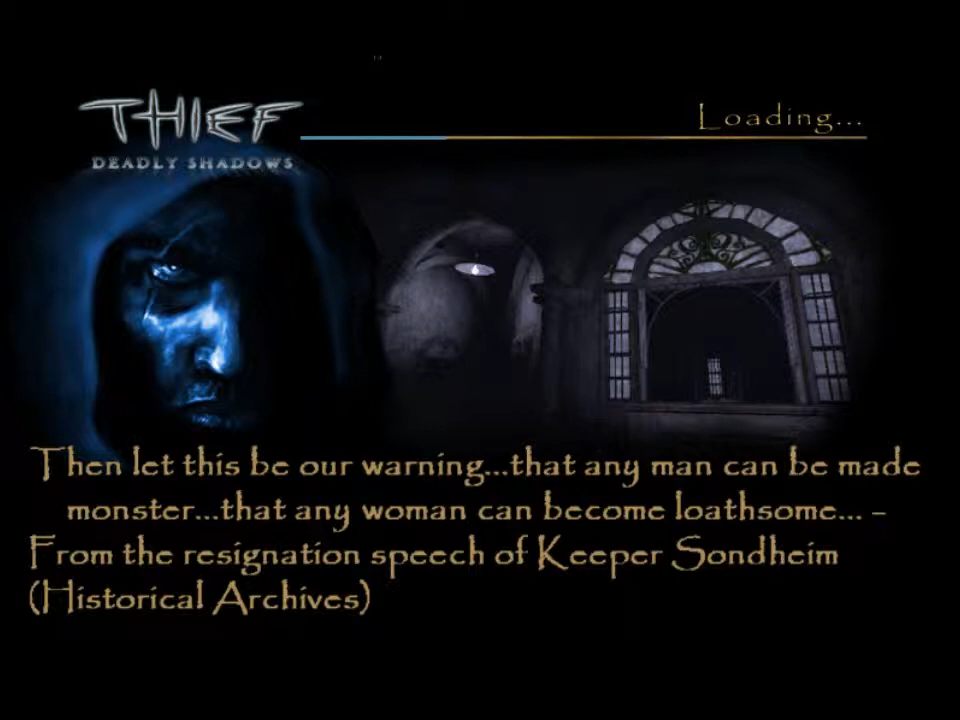 THIEF
DEADLY SHADOWS
Loading...
Then let this be our warning...that any man can be made
monster...that any woman can become loathsome... -
From the resignation speech of Keeper Sondheim
(Historical Archives)